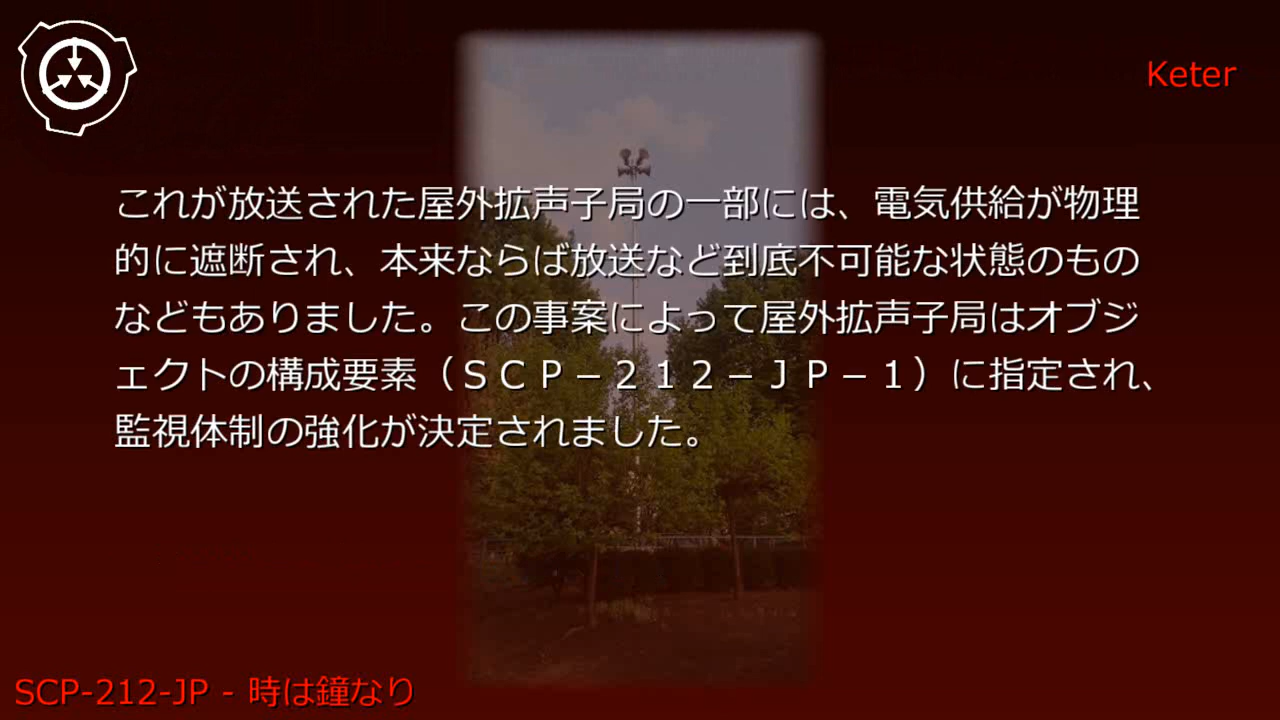 Keter
これが放送された屋外拡声子局の一部には、電気供給が物理
的に遮断され、本来ならば放送など到底不可能な状態のもの
などもありました。この事案によって屋外拡声子局はオブジ
ェクトの構成要素（ＳＣＰ－２１２－ＪＰ－１）に指定され、
監視体制の強化が決定されました。
SCP-212-JP - 時は鐘なり